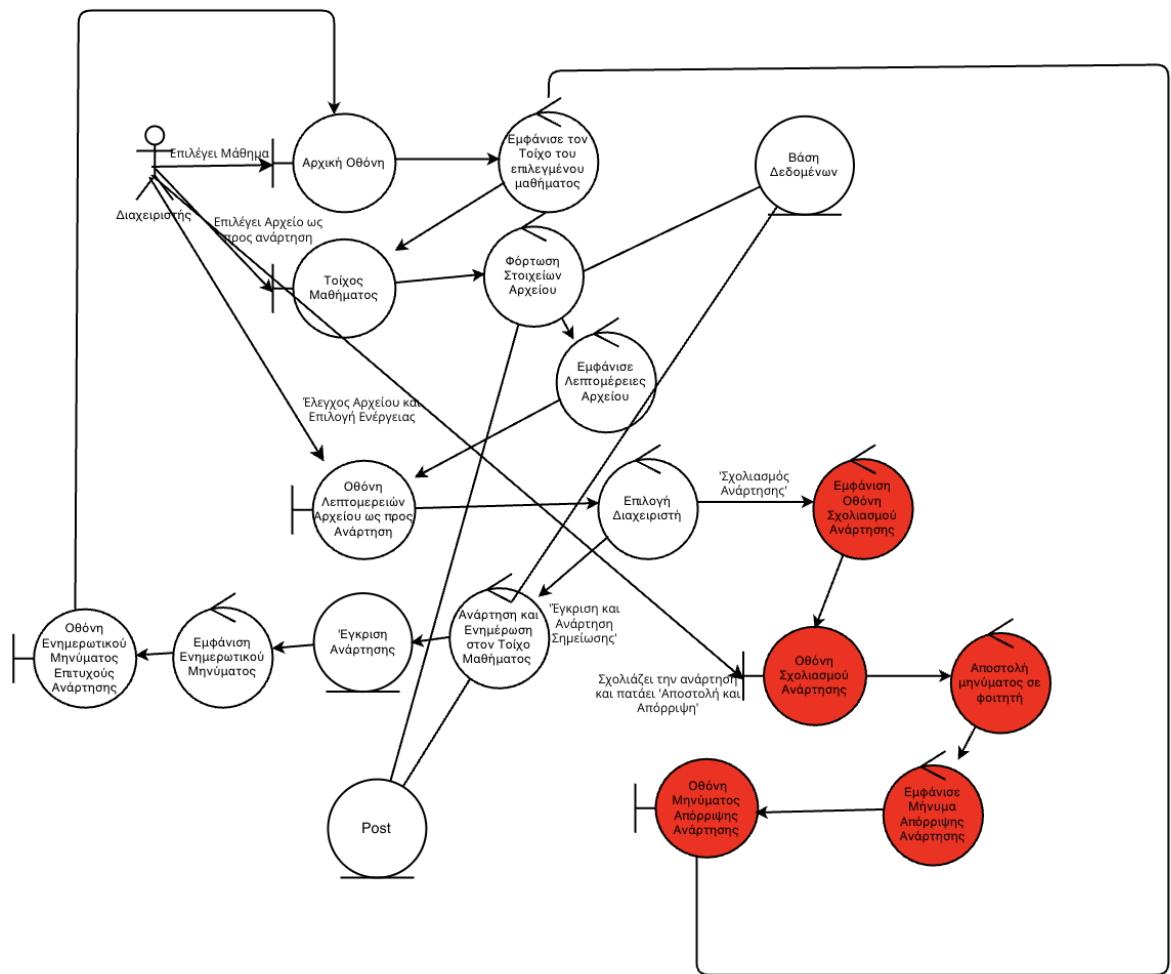 Επιλέγει Μάθημα
Διαχειριστής
Αρχική Οθόνη
Έμφάνισε τον
Τοίχο του
επιλεγμένου
μαθήματος
Βάση
Δεδομένων
Επιλέγει Αρχείο ως
προς ανάρτηση
Τοίχος
Μαθήματος
Φόρτωση
Στοιχείων
Αρχείου
Εμφάνισε
Λεπτομέρειες
Αρχείου
Έλεγχος Αρχείου και
Επιλογή Ενέργειας
Οθόνη
Λεπτομερειών
Αρχείου ως προς
Ανάρτηση
Επιλογή
Διαχειριστή
'Σχολιασμός
Ανάρτησης'
Εμφάνιση
Οθόνη
Σχολιασμού
Ανάρτησης
Οθόνη
Ενημερωτικού
Μηνύματος
Επιτυχούς
Ανάρτησης
Εμφάνιση
Ενημερωτικού
Μηνύματος
Έγκριση
Ανάρτησης
Ανάρτηση και
Ενημέρωση
στον Τοίχο
Μαθήματος
'Έγκριση και
Ανάρτηση
Σημείωσης'
Σχολιάζει την ανάρτηση
και πατάει 'Αποστολή και
Απόρριψη'
Οθόνη
Σχολιασμού
Ανάρτησης
Αποστολή
μηνύματος σε
φοιτητή
Οθόνη
Μηνύματος
Απόρριψης
Ανάρτησης
Εμφάνισε
Μήνυμα
Απόρριψης
Ανάρτησης
Post